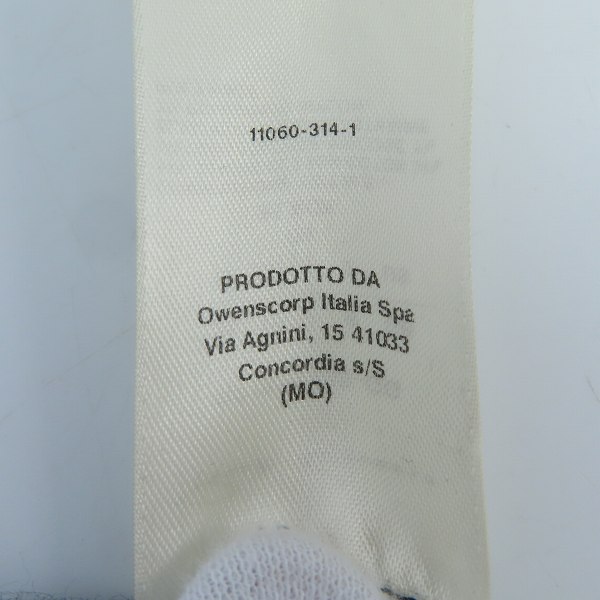 11060-314-1
PRODOTTO DA
Owenscorp Italia Spa
Via Agnini, 15 41033
Concordia s/S
(MO)